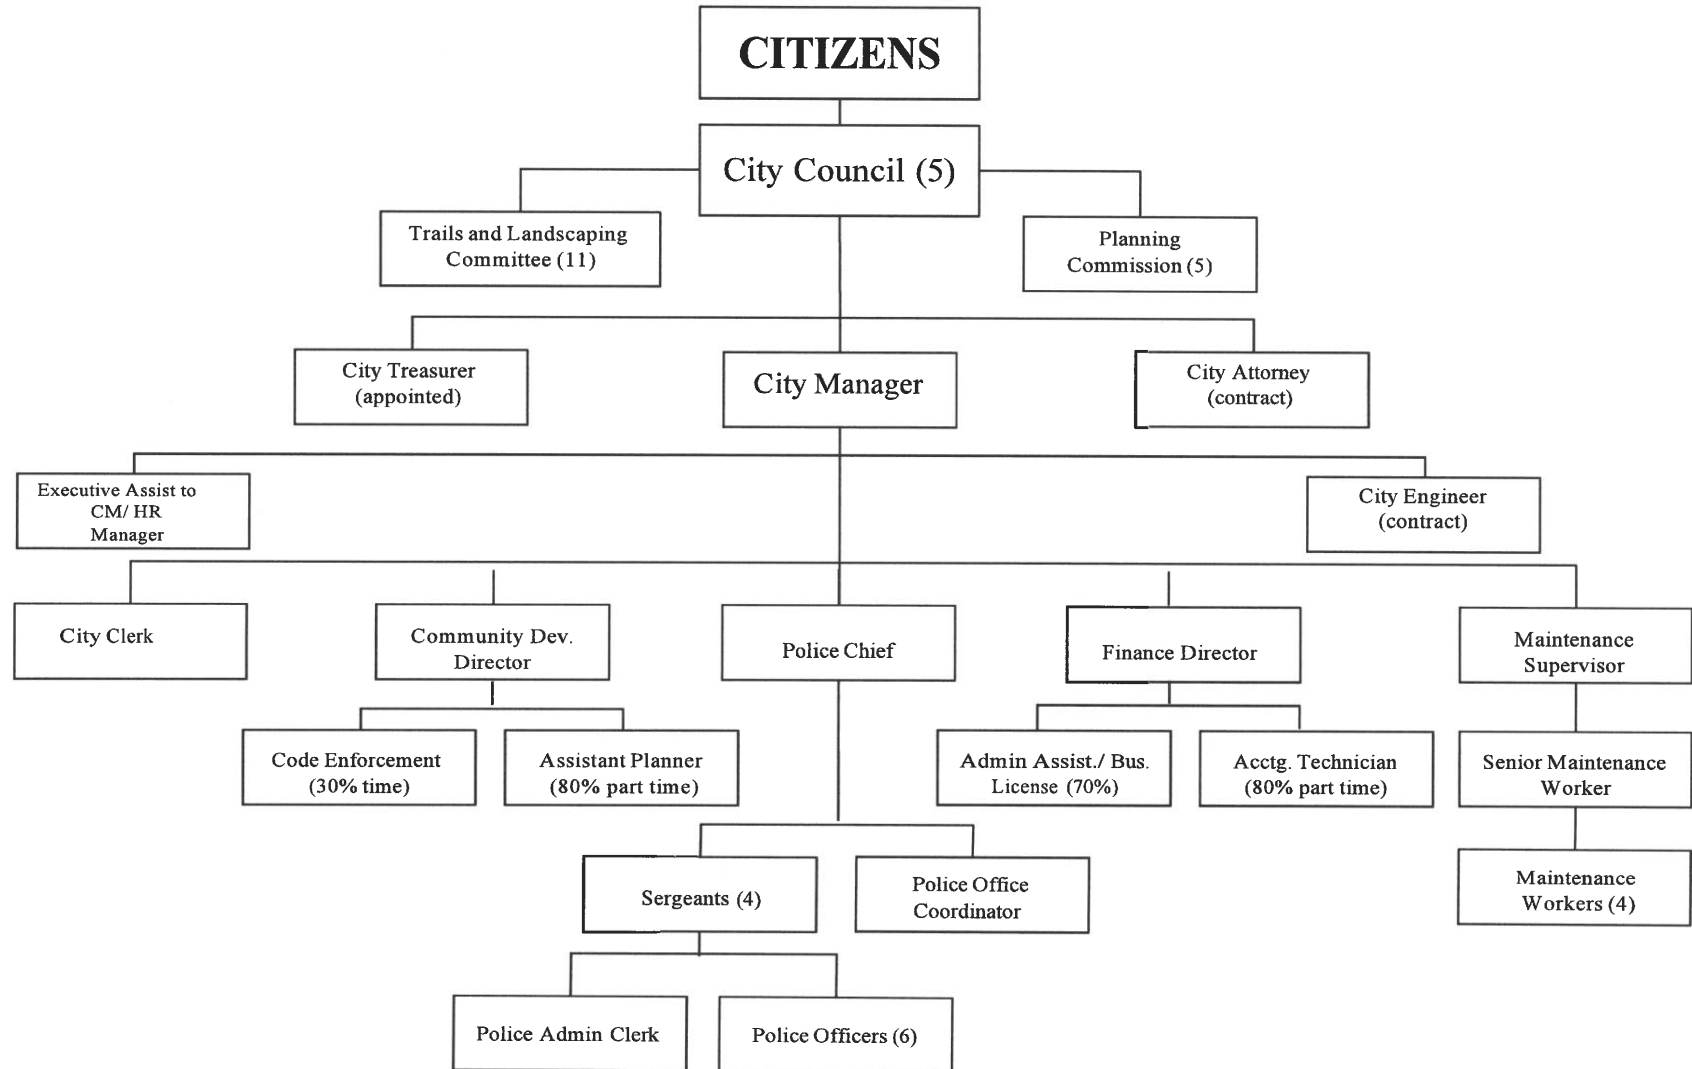 CITIZENS
City Council (5)
Trails and Landscaping
Committee (11)
Planning
Commission (5)
City Treasurer
(appointed)
City Manager
City Attorney
(contract)
Executive Assist to
CM/ HR
Manager
City Engineer
(contract)
City Clerk
Community Dev.
Director
Police Chief
Finance Director
Maintenance
Supervisor
Code Enforcement
(30% time)
Assistant Planner
(80% part time)
Admin Assist./ Bus.
License (70%)
Acctg. Technician
(80% part time)
Senior Maintenance
Worker
Sergeants (4)
Police Office
Coordinator
Maintenance
Workers (4)
Police Admin Clerk
Police Officers (6)